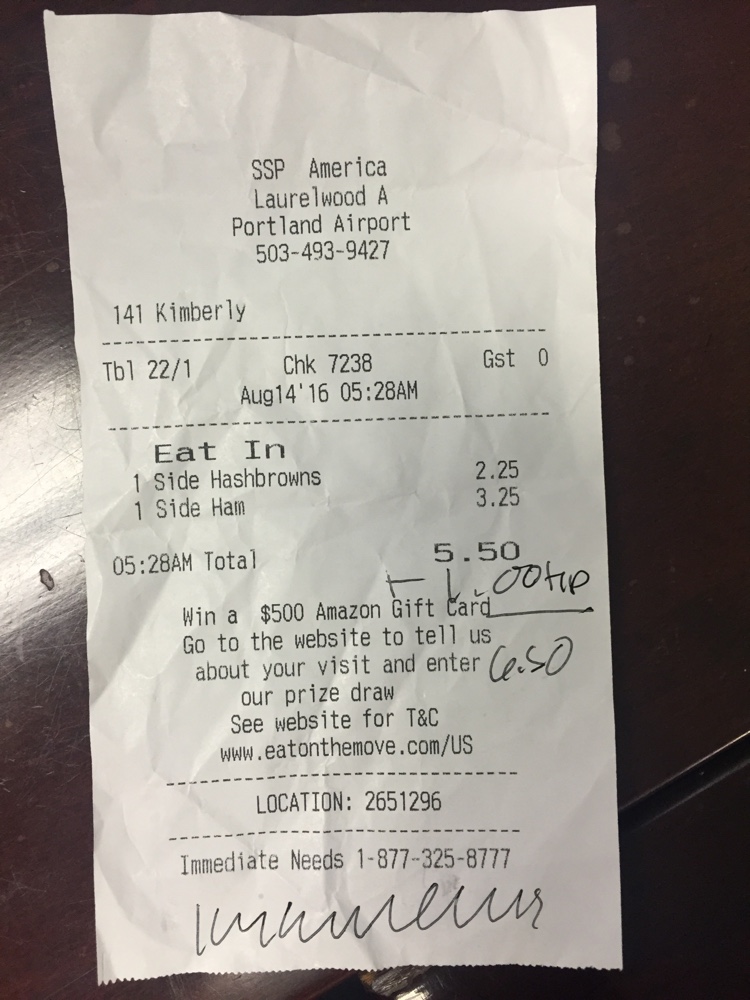 SSP America
Laurelwood A
Portland Airport
503-493-9427
141 Kimberly
Tbl 22/1 Chk 7238 Gst 0
Aug14'16 05:28AM
Eat In
1 Side Hashbrowns 2.25
1 Side Ham 3.25
05:28AM Total 5.50
+ 1.00 tip
Win a $500 Amazon Gift Card
Go to the website to tell us
about your visit and enter 6.50
our prize draw
See website for T&C
www.eatonthemove.com/US
LOCATION: 2651296
Immediate Needs 1-877-325-8777